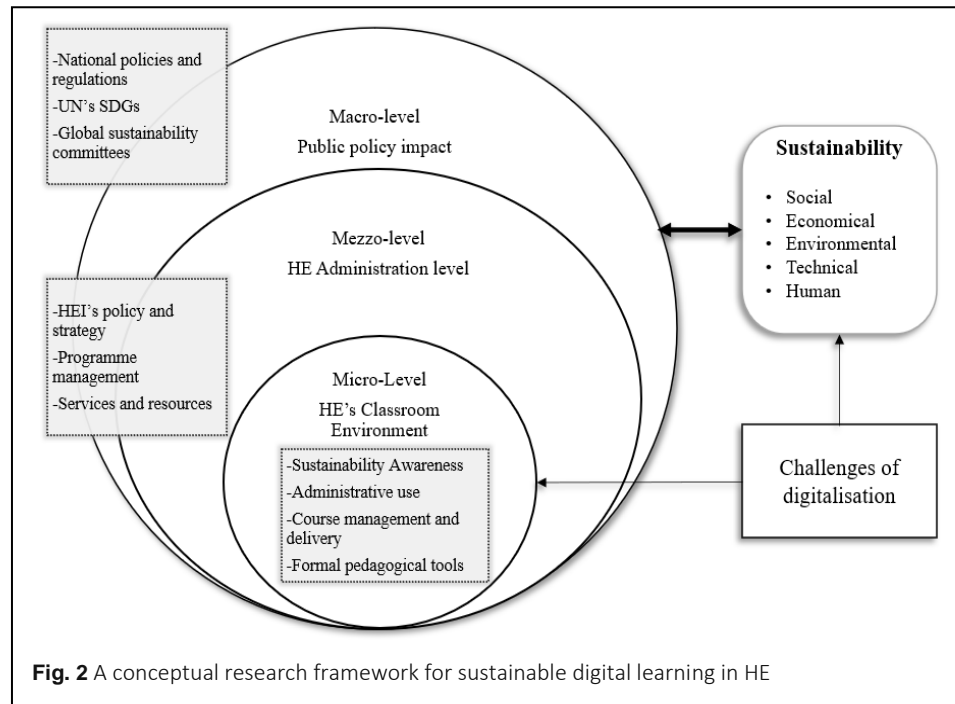 -National policies and
regulations
-UN's SDGs
-Global sustainability
committees
Macro-level
Public policy impact
Mezzo-level
HE Administration level
-HEI's policy and
strategy
-Programme
management
-Services and resources
Micro-Level
HE's Classroom
Environment
-Sustainability Awareness
-Administrative use
-Course management and
delivery
-Formal pedagogical tools
Sustainability
• Social
• Economical
• Environmental
• Technical
• Human
Challenges of
digitalisation
Fig. 2 A conceptual research framework for sustainable digital learning in HE